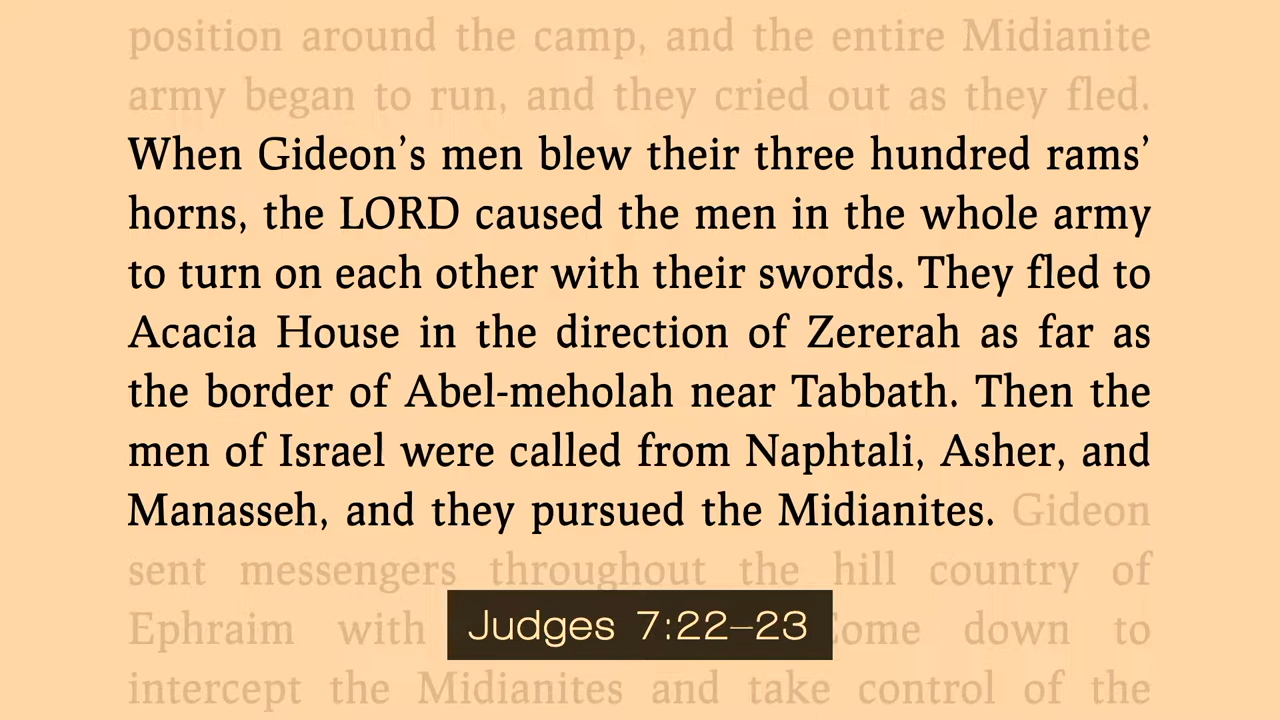 position around the camp, and the entire Midianite
army began to run, and they cried out as they fled.
When Gideon’s men blew their three hundred rams’
horns, the LORD caused the men in the whole army
to turn on each other with their swords. They fled to
Acacia House in the direction of Zererah as far as
the border of Abel-meholah near Tabbath. Then the
men of Israel were called from Naphtali, Asher, and
Manasseh, and they pursued the Midianites. Gideon
sent messengers throughout the hill country of
Ephraim with Come down to
Judges 7:22–23
intercept the Midianites and take control of the